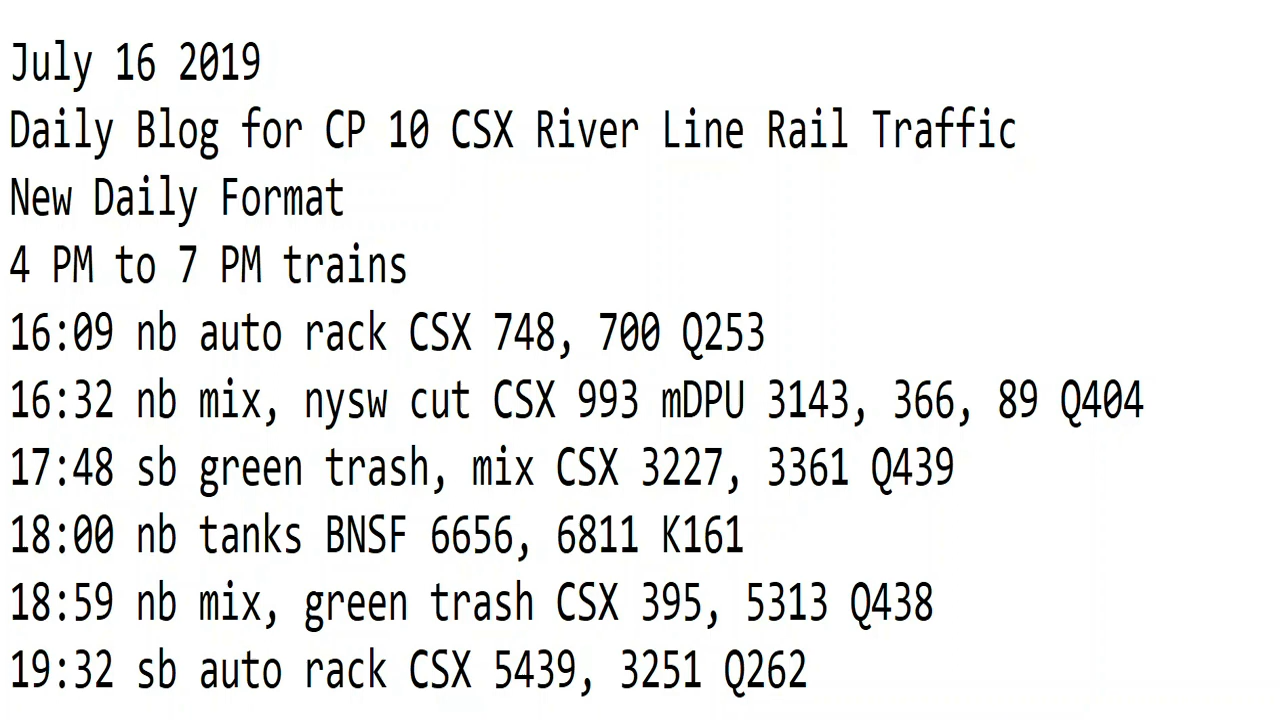 July 16 2019
Daily Blog for CP 10 CSX River Line Rail Traffic
New Daily Format
4 PM to 7 PM trains
16:09 nb auto rack CSX 748, 700 Q253
16:32 nb mix, nysw cut CSX 993 mDPU 3143, 366, 89 Q404
17:48 sb green trash, mix CSX 3227, 3361 Q439
18:00 nb tanks BNSF 6656, 6811 K161
18:59 nb mix, green trash CSX 395, 5313 Q438
19:32 sb auto rack CSX 5439, 3251 Q262